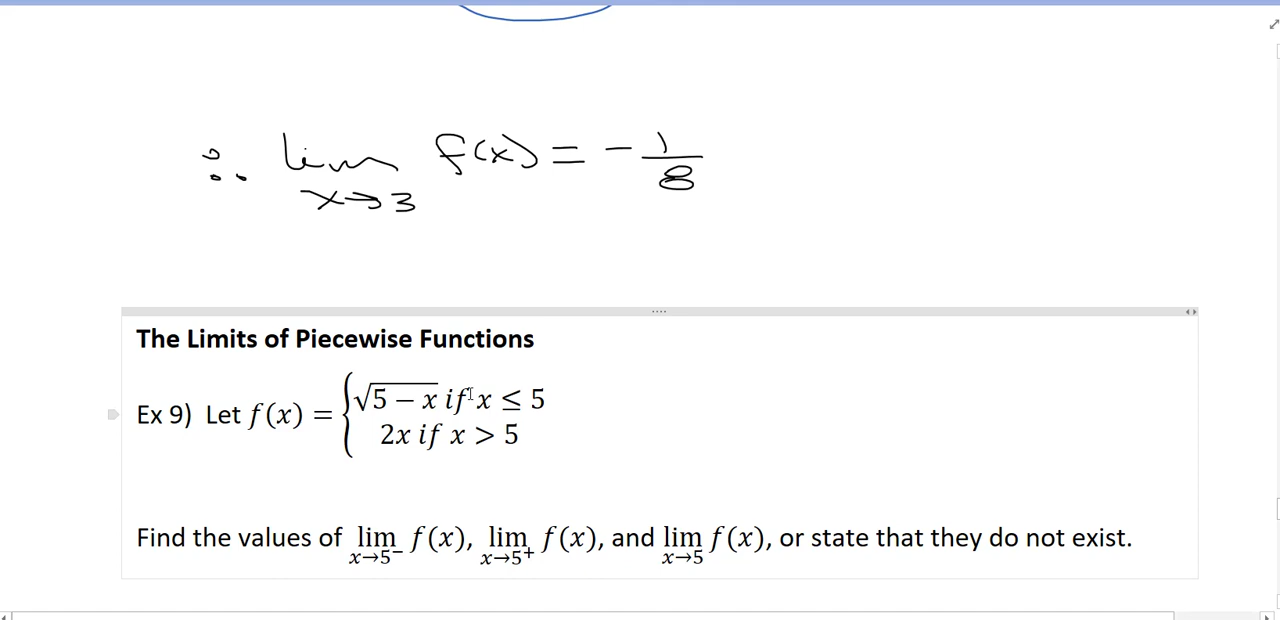 ∴ lim f(x) = - 1/8
x→3
The Limits of Piecewise Functions
Ex 9) Let f(x) = { √5 − x if x ≤ 5
2x if x > 5
Find the values of lim f(x), lim f(x), and lim f(x), or state that they do not exist.
x→5⁻ x→5⁺ x→5